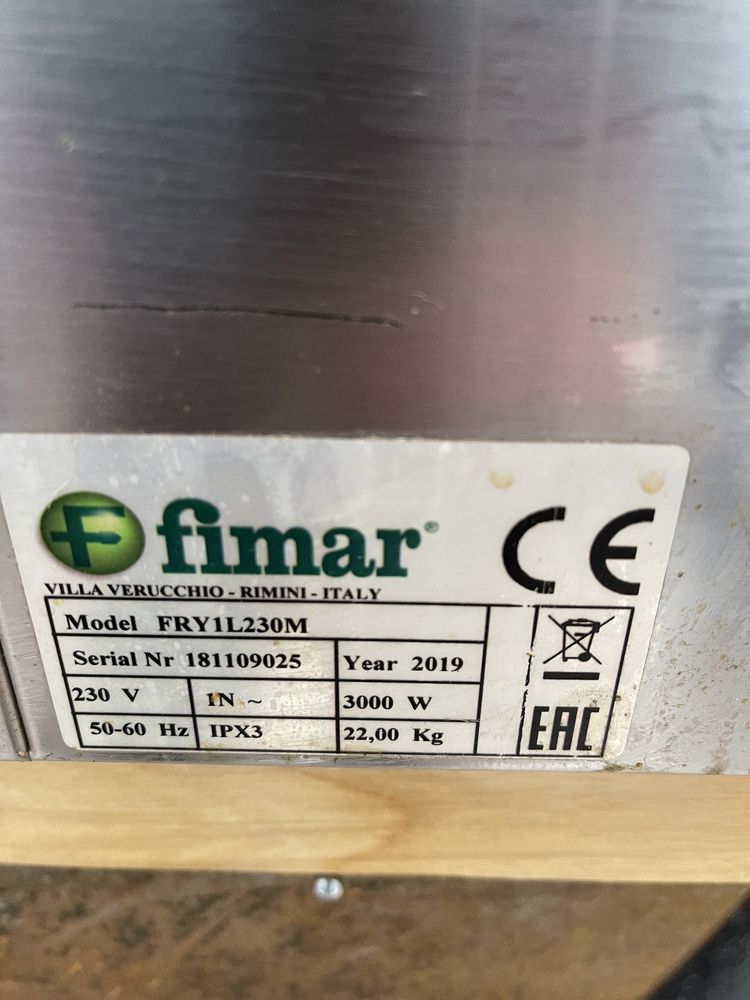 F fimar®
CE
VILLA VERUCCHIO - RIMINI - ITALY
Model FRY1L230M
Serial Nr 181109025
Year 2019
230 V
1N ~
3000 W
50-60 Hz
IPX3
22,00 Kg
EAC